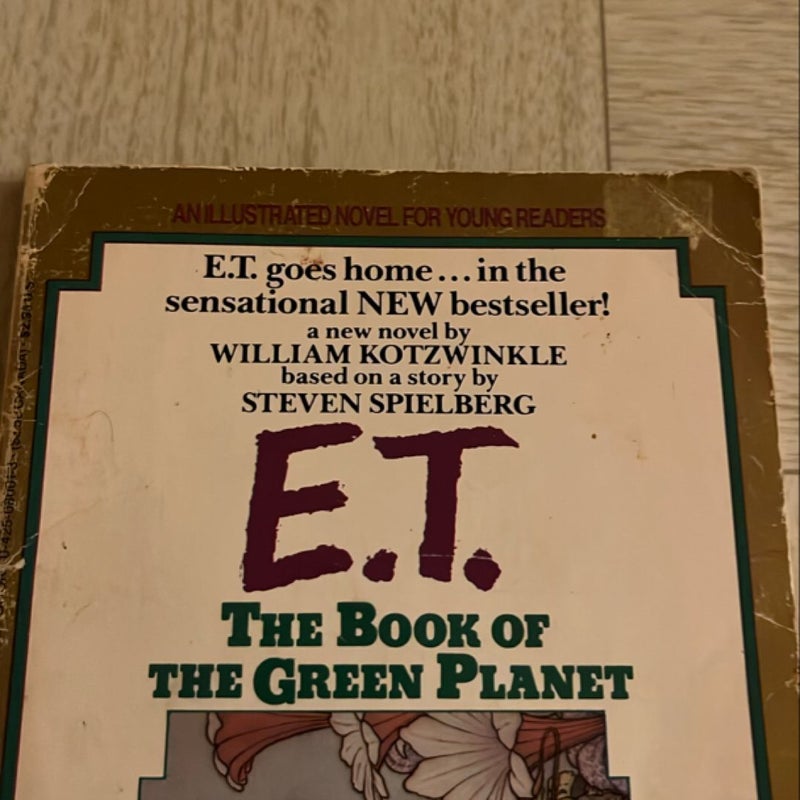 AN ILLUSTRATED NOVEL FOR YOUNG READERS
E.T. goes home...in the
sensational NEW bestseller!
a new novel by
WILLIAM KOTZWINKLE
based on a story by
STEVEN SPIELBERG
E.T.
THE BOOK OF
THE GREEN PLANET